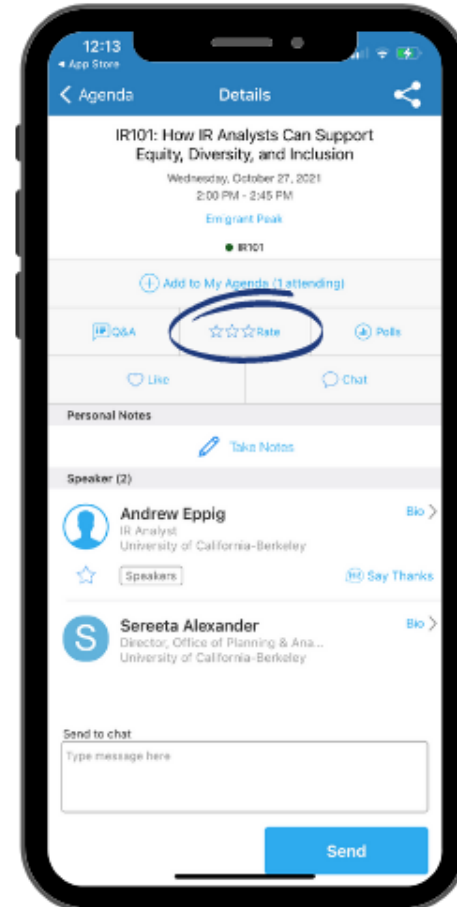 12:13
App Store
Agenda
Details
IR101: How IR Analysts Can Support
Equity, Diversity, and Inclusion
Wednesday, October 27, 2021
2:00 PM - 2:45 PM
Emigrant Peak
IR101
Add to My Agenda (1 attending)
Q&A
Rate
Polls
Like
Chat
Personal Notes
Take Notes
Speaker (2)
Andrew Eppig
Bio
IR Analyst
University of California-Berkeley
Speakers
Say Thanks
S
Sereeta Alexander
Bio
Director, Office of Planning & Ana...
University of California-Berkeley
Send to chat
Type message here
Send